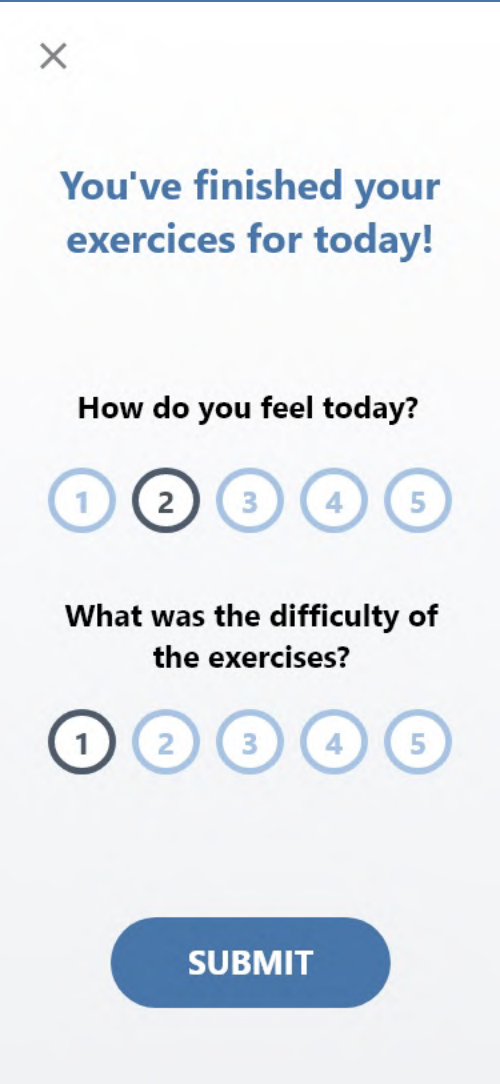 You've finished your
exercices for today!
How do you feel today?
1 2 3 4 5
What was the difficulty of
the exercises?
1 2 3 4 5
SUBMIT